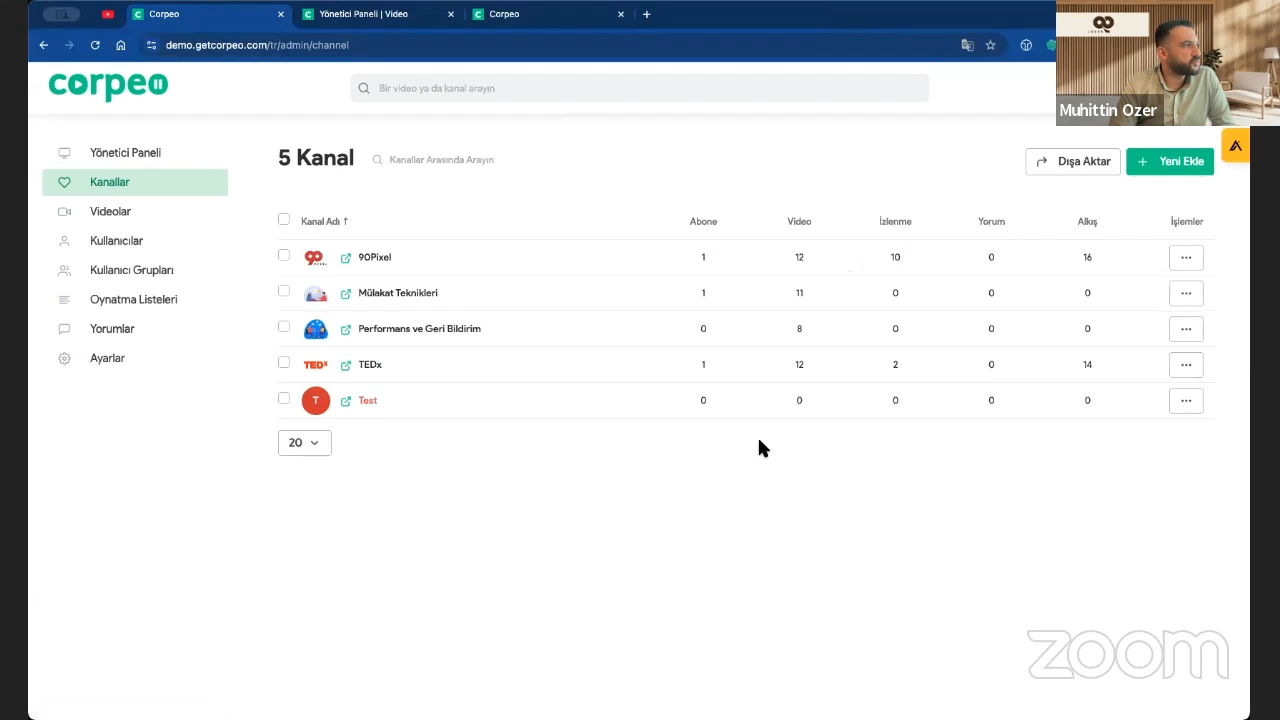 Corpeo
Yönetici Paneli | Video
Corpeo
demo.getcorpeo.com/tr/admin/channel
corpeo
Bir video ya da kanal arayın
Muhittin Ozer
Yönetici Paneli
Kanallar
Videolar
Kullanıcılar
Kullanıcı Grupları
Oynatma Listeleri
Yorumlar
Ayarlar
5 Kanal
Kanallar Arasında Arayın
Dışa Aktar
Yeni Ekle
Kanal Adı ↑ Abone Video İzlenme Yorum Alkış İşlemler
90Pixel 1 12 10 0 16
Mülakat Teknikleri 1 11 0 0 0
Performans ve Geri Bildirim 0 8 0 0 0
TEDx TEDx 1 12 2 0 14
T Test 0 0 0 0 0
20
zoom